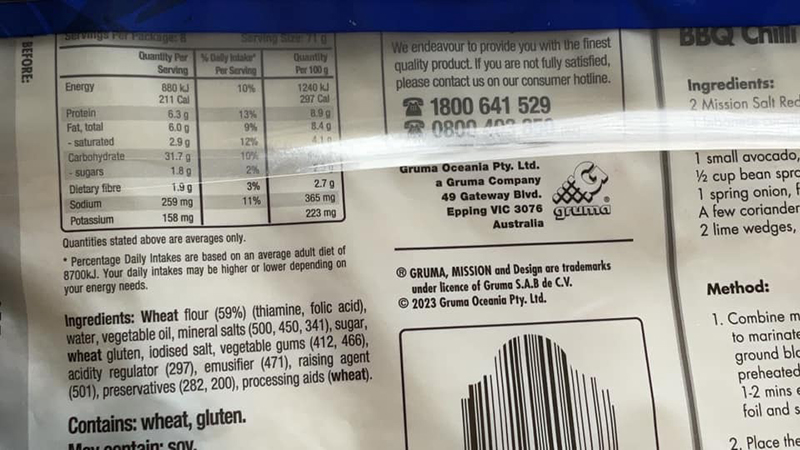 BEFORE:
Servings Per Package: 8 Serving Size: 71 g
Quantity Per Serving % Daily Intake* Per Serving Quantity Per 100 g
Energy 880 kJ 10% 1240 kJ
211 Cal 297 Cal
Protein 6.3 g 13% 8.9 g
Fat, total 6.0 g 9% 8.4 g
- saturated 2.9 g 12% 4.1 g
Carbohydrate 31.7 g 10%
- sugars 1.8 g 2%
Dietary fibre 1.9 g 3% 2.7 g
Sodium 259 mg 11% 365 mg
Potassium 158 mg 223 mg
Quantities stated above are averages only.
* Percentage Daily Intakes are based on an average adult diet of
8700kJ. Your daily intakes may be higher or lower depending on
your energy needs.
Ingredients: Wheat flour (59%) (thiamine, folic acid),
water, vegetable oil, mineral salts (500, 450, 341), sugar,
wheat gluten, iodised salt, vegetable gums (412, 466),
acidity regulator (297), emusifier (471), raising agent
(501), preservatives (282, 200), processing aids (wheat).
Contains: wheat, gluten.
May contain: soy.
We endeavour to provide you with the finest
quality product. If you are not fully satisfied,
please contact us on our consumer hotline.
1800 641 529
0800
Gruma Oceania Pty. Ltd.
a Gruma Company
49 Gateway Blvd.
Epping VIC 3076
Australia
gruma
® GRUMA, MISSION and Design are trademarks
under licence of Gruma S.A.B de C.V.
© 2023 Gruma Oceania Pty. Ltd.
BBQ Chilli
Ingredients:
2 Mission Salt Red
1 small avocado,
½ cup bean spro
1 spring onion,
A few coriander
2 lime wedges,
Method:
1. Combine m
to marinate
ground bla
preheated
1-2 mins
foil and s
2. Place the